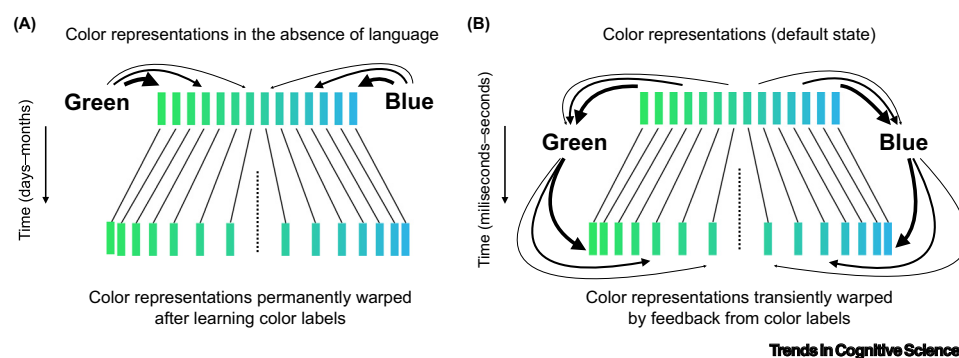 (A)
Color representations in the absence of language
Green
Blue
Time (days–months)
Color representations permanently warped
after learning color labels
(B)
Color representations (default state)
Green
Blue
Time (miliseconds–seconds)
Color representations transiently warped
by feedback from color labels
Trends in Cognitive Science